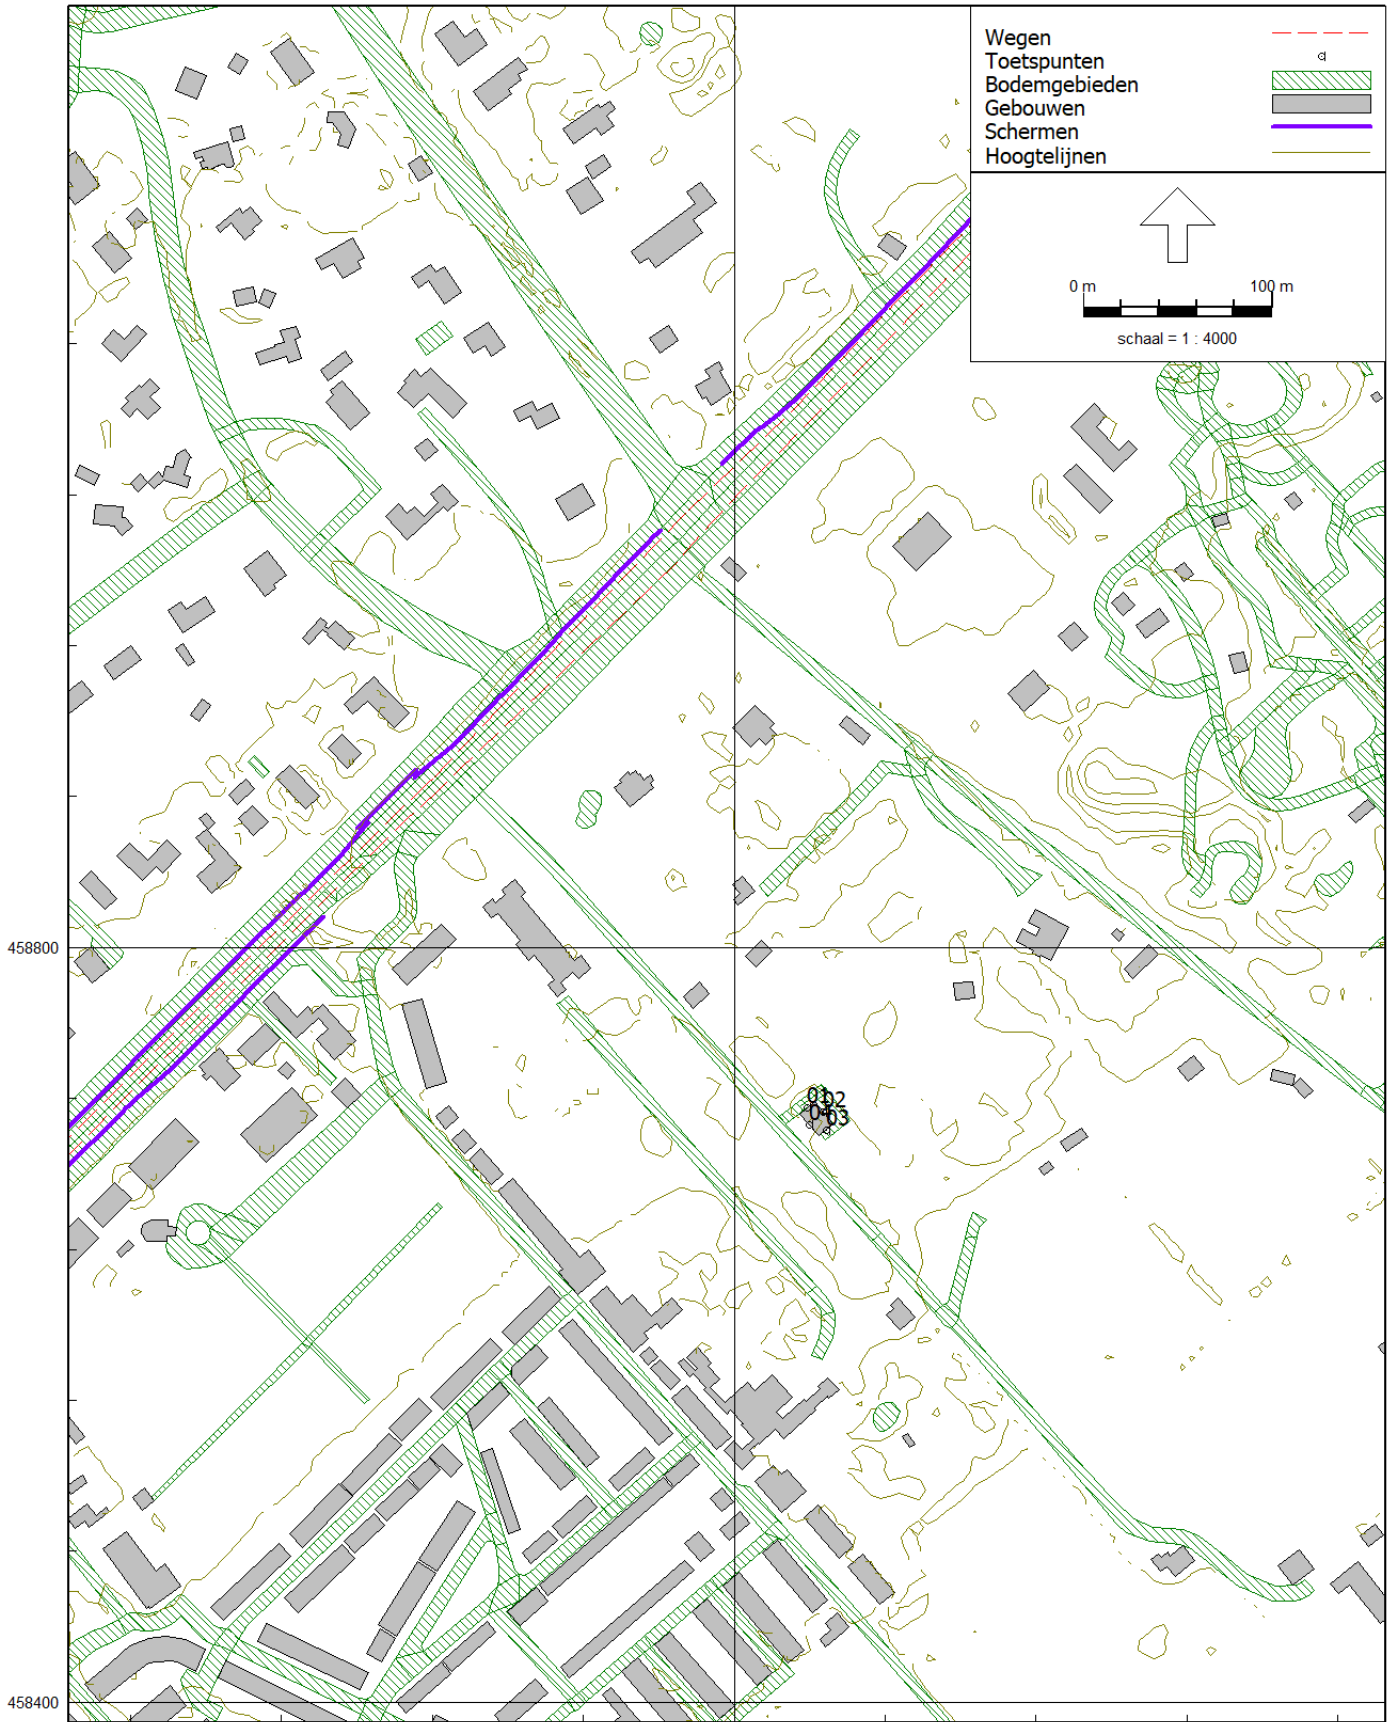 Wegen
Toetspunten
Bodemgebieden
Gebouwen
Schermen
Hoogtelijnen
0 m 100 m
schaal = 1 : 4000
458800
01 02
04 03
458400